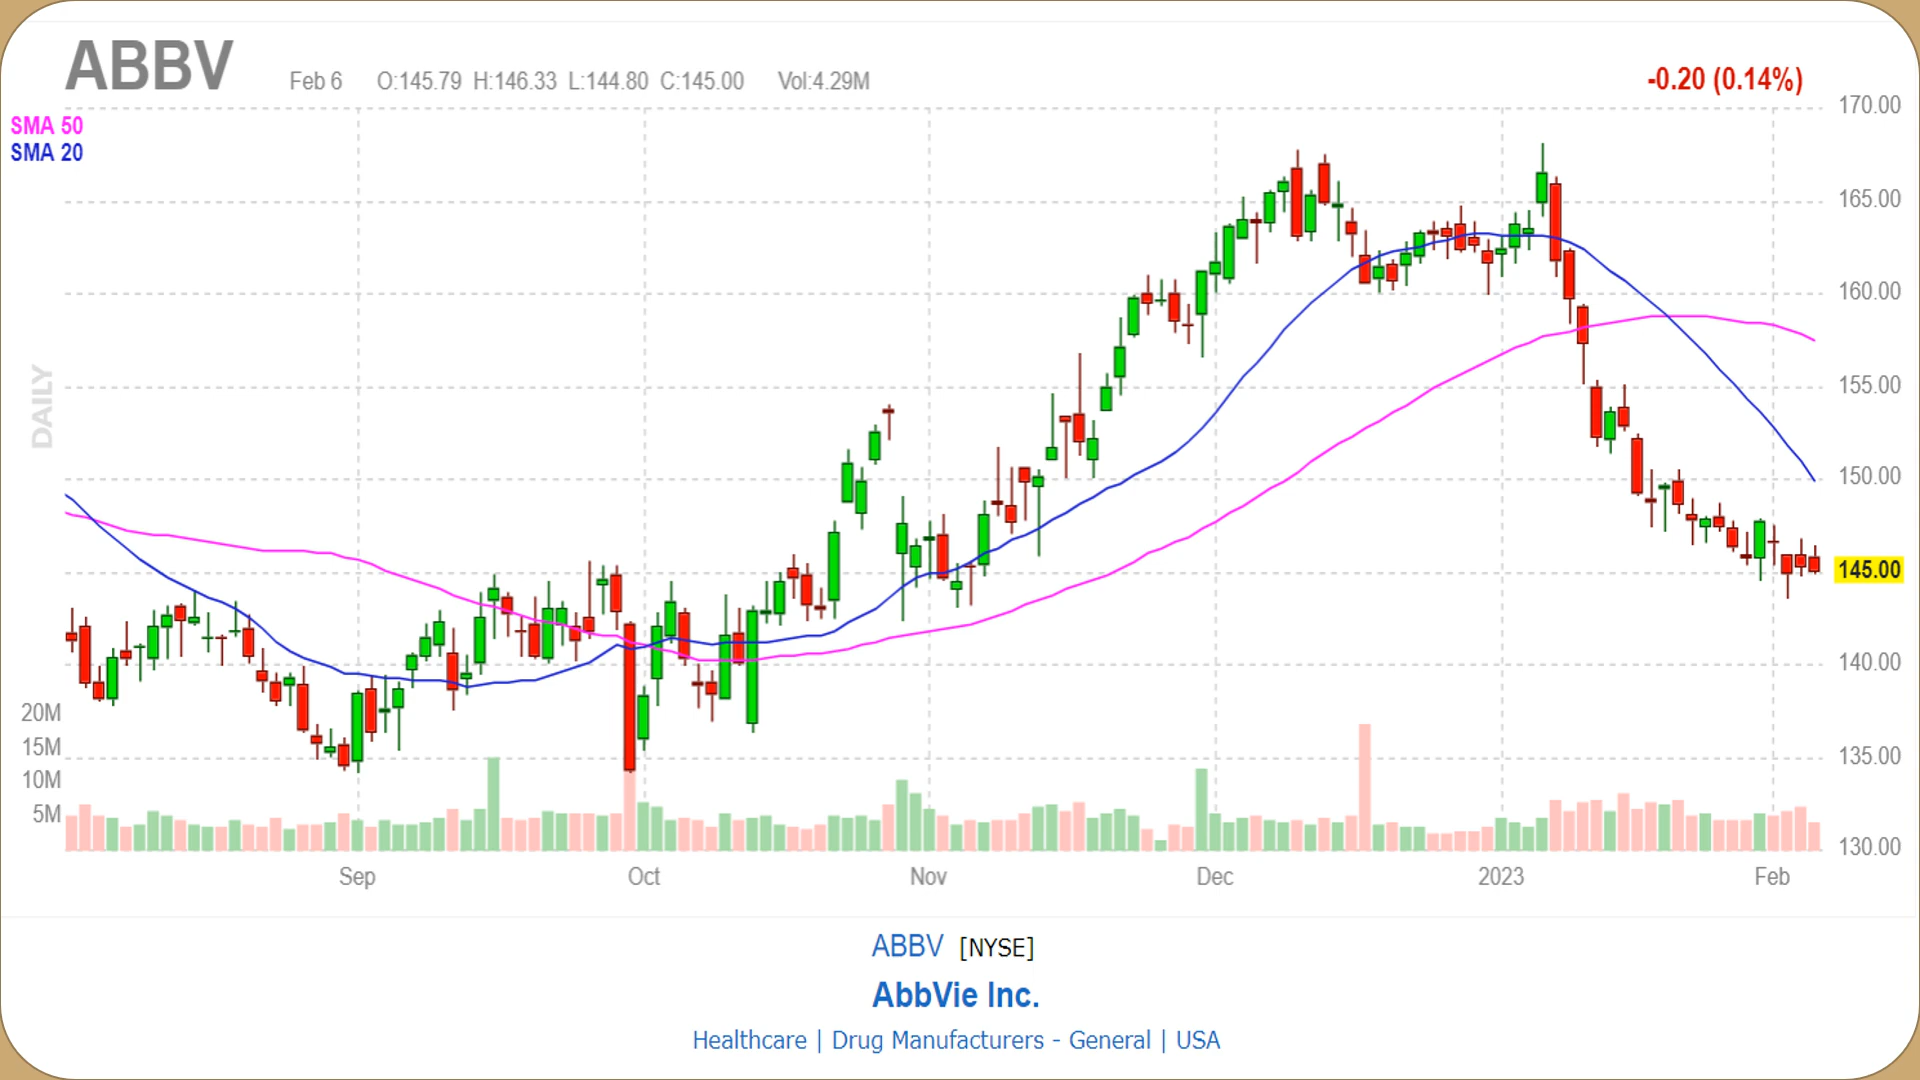 ABBV Feb 6 O:145.79 H:146.33 L:144.80 C:145.00 Vol:4.29M -0.20 (0.14%)
SMA 50
SMA 20
170.00
165.00
160.00
155.00
150.00
145.00
140.00
135.00
130.00
DAILY
20M
15M
10M
5M
Sep Oct Nov Dec 2023 Feb
ABBV [NYSE]
AbbVie Inc.
Healthcare | Drug Manufacturers - General | USA